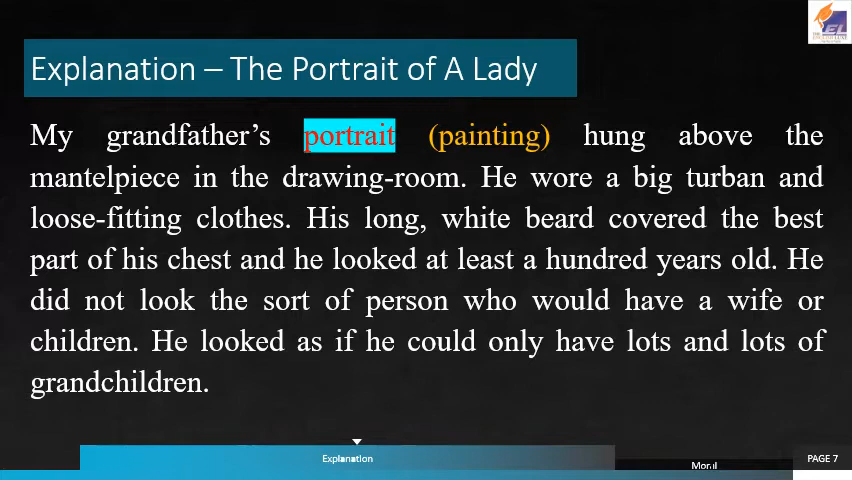 EL
Explanation – The Portrait of A Lady
My grandfather’s portrait (painting) hung above the
mantelpiece in the drawing-room. He wore a big turban and
loose-fitting clothes. His long, white beard covered the best
part of his chest and he looked at least a hundred years old. He
did not look the sort of person who would have a wife or
children. He looked as if he could only have lots and lots of
grandchildren.
Explanation
Moral
PAGE 7